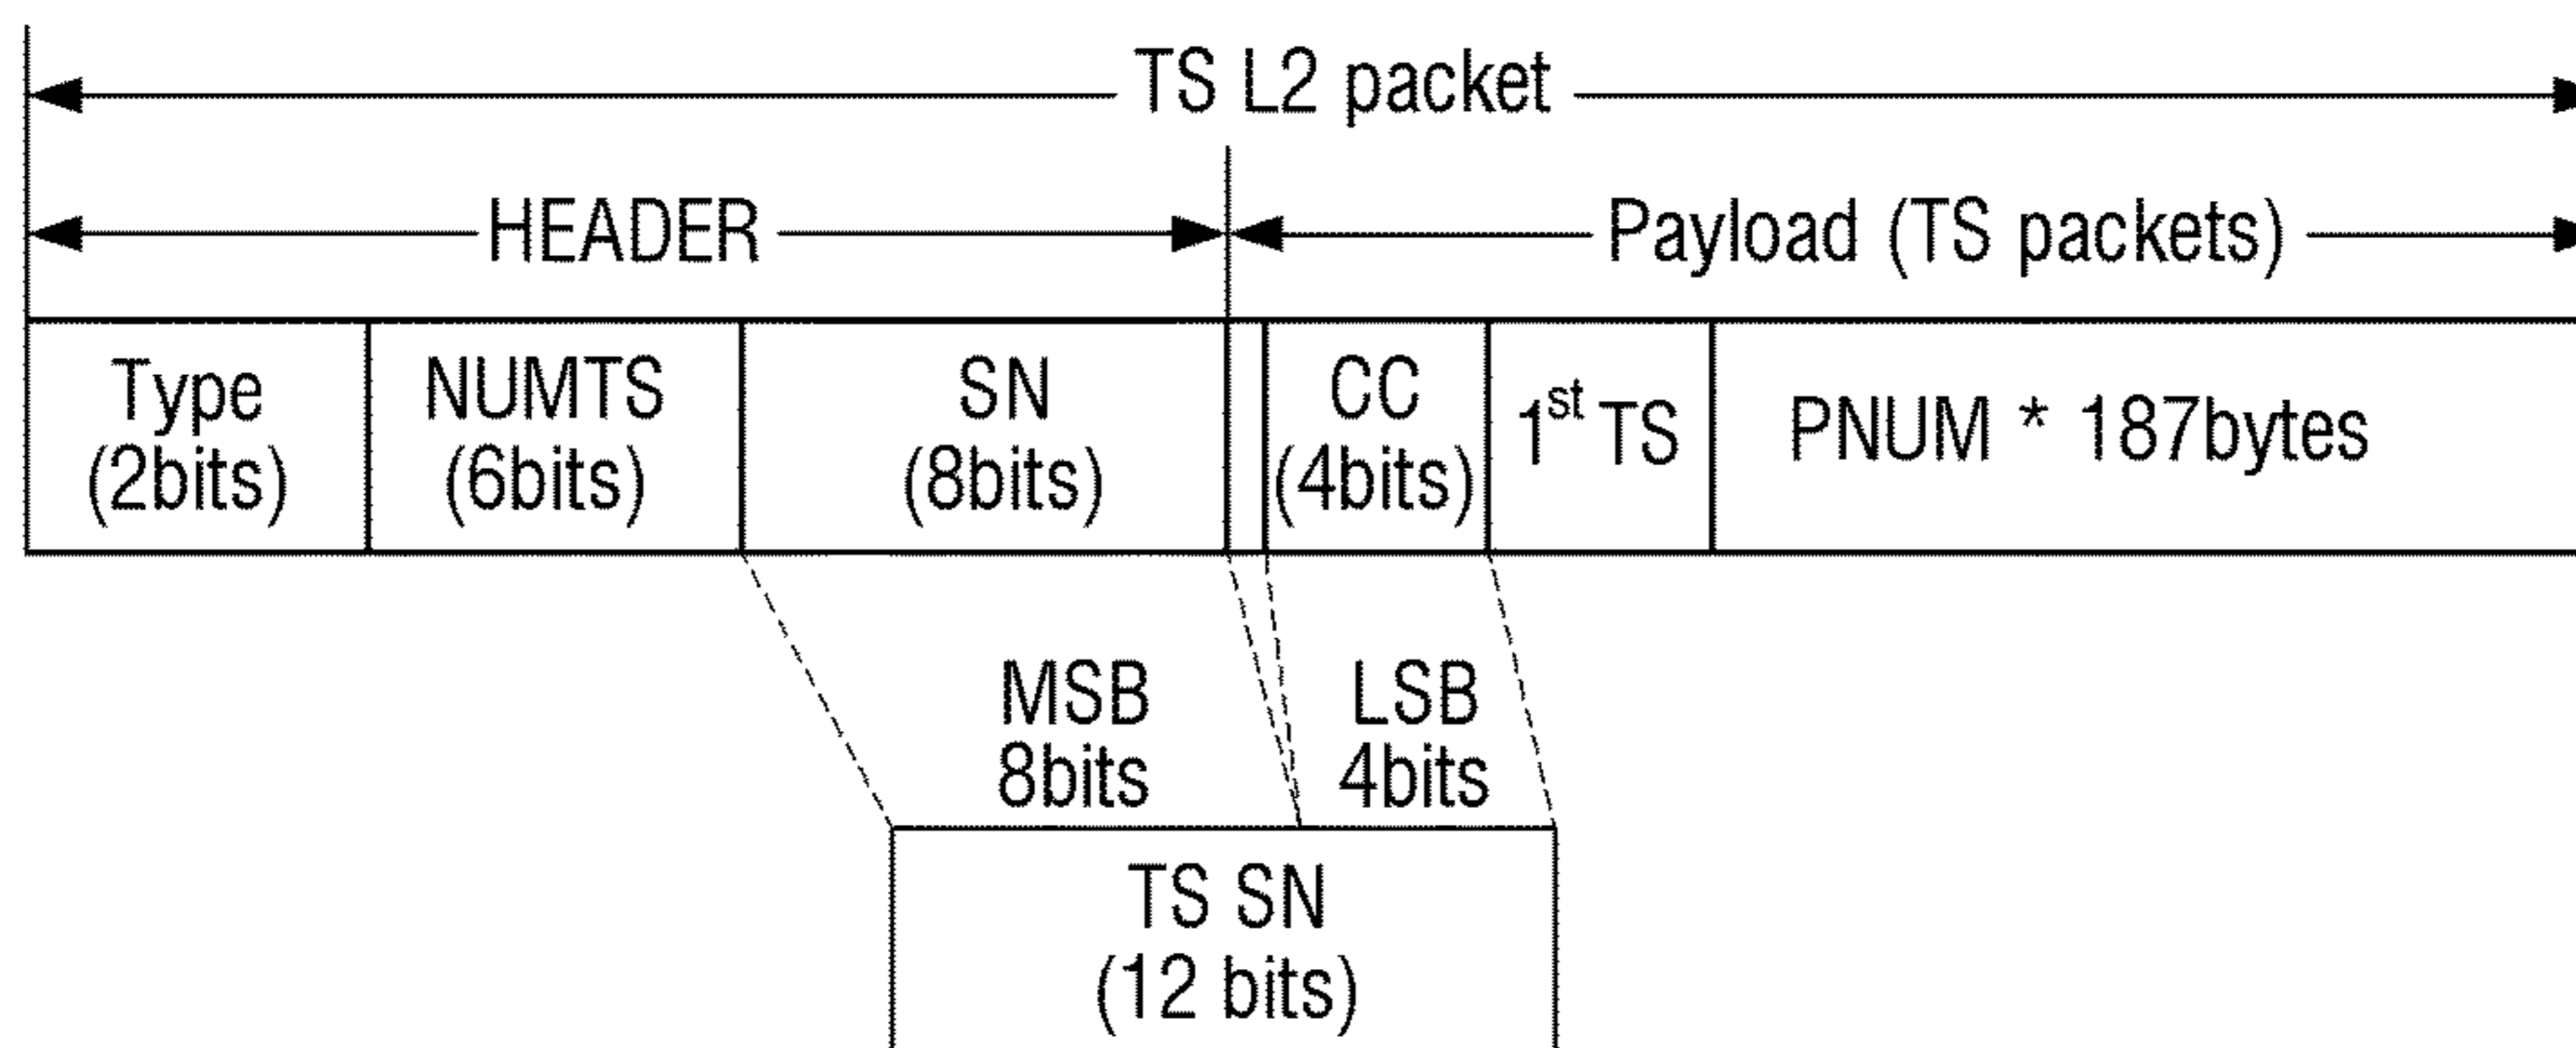 TS L2 packet
HEADER
Payload (TS packets)
Type
(2bits)
NUMTS
(6bits)
SN
(8bits)
CC
(4bits)
1st TS
PNUM * 187bytes
MSB
8bits
LSB
4bits
TS SN
(12 bits)